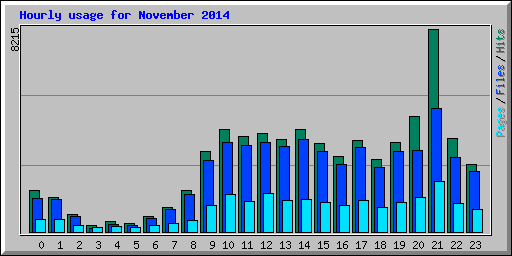 Hourly usage for November 2014
8215
Pages/Files/Hits
0 1 2 3 4 5 6 7 8 9 10 11 12 13 14 15 16 17 18 19 20 21 22 23